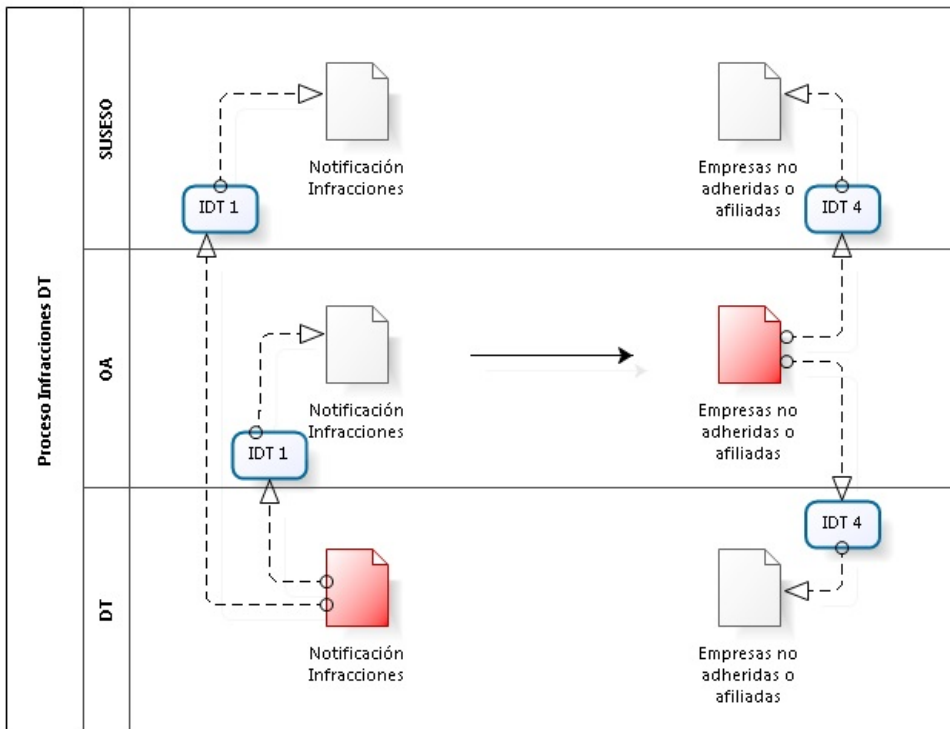 Proceso Infracciones DT
SUSESO
Notificación
Infracciones
IDT 1
Empresas no
adheridas o
afiliadas
IDT 4
OA
Notificación
Infracciones
IDT 1
Empresas no
adheridas o
afiliadas
DT
Notificación
Infracciones
IDT 4
Empresas no
adheridas o
afiliadas